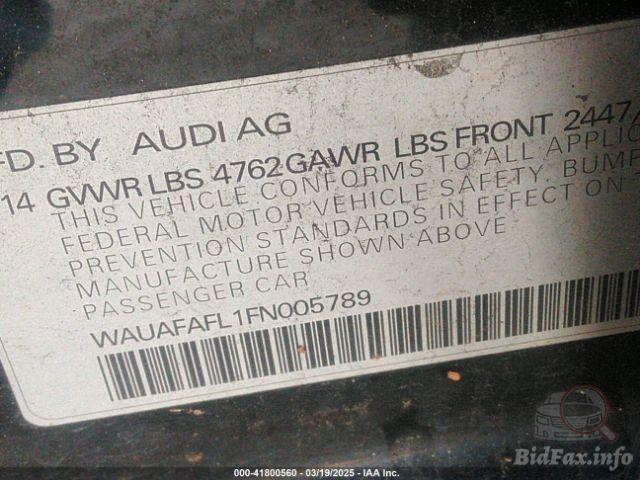 FD. BY AUDI AG
14 GVWR LBS 4762 GAWR LBS FRONT 2447
THIS VEHICLE CONFORMS TO ALL
FEDERAL MOTOR VEHICLE SAFETY,
PREVENTION STANDARDS IN EFFECT ON
MANUFACTURE SHOWN ABOVE
PASSENGER CAR
WAUAFAFL1FN005789
BidFax.info
000-41800560 - 03/19/2025 - IAA Inc.